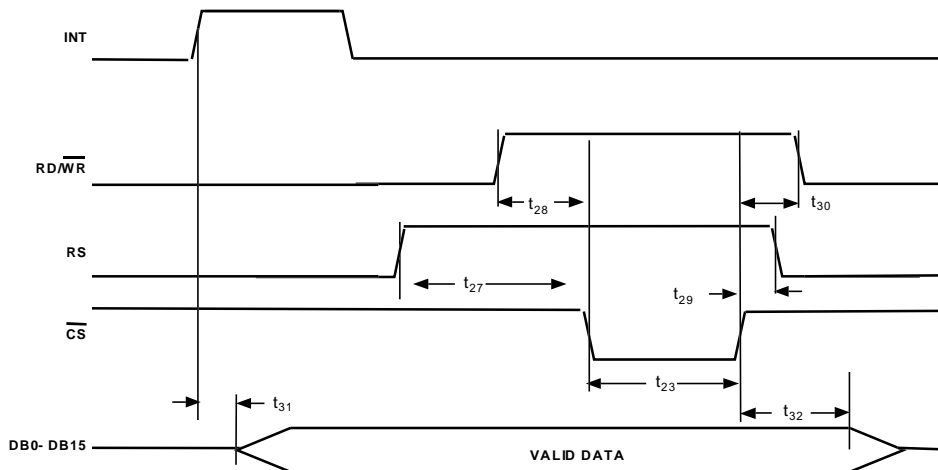 INT
RD/WR
t28
t30
RS
t27
t29
CS
t23
t31
t32
DB0- DB15
VALID DATA